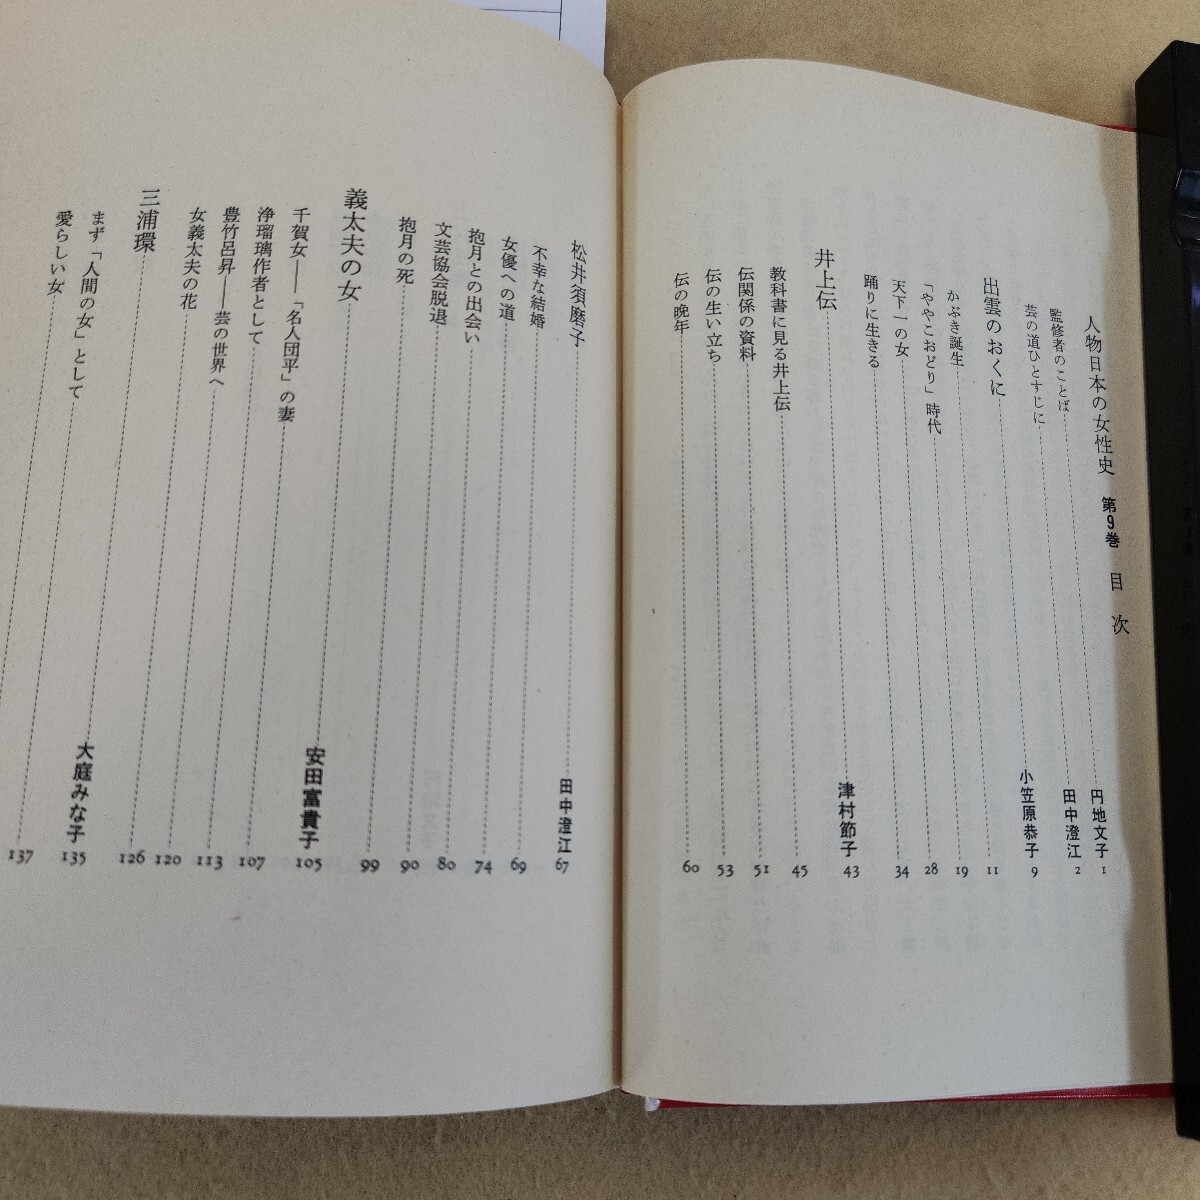 人物日本の女性史 第9巻 目次
監修者のことば 円地文子 1
芸の道ひとすじに 田中澄江 2
出雲のおくに 小笠原恭子 9
かぶき誕生 11
「ややこおどり」時代 19
天下一の女 28
踊りに生きる 34
井上伝 津村節子 43
教科書に見る井上伝 45
伝関係の資料 51
伝の生い立ち 53
伝の晩年 60
松井須磨子 田中澄江 67
不幸な結婚 69
女優への道 74
抱月との出会い 80
文芸協会脱退 90
抱月の死 99
義太夫の女 安田富貴子 105
千賀女——「名人団平」の妻 107
浄瑠璃作者として 113
豊竹呂昇——芸の世界へ 120
女義太夫の花 126
三浦環 大庭みな子 135
まず「人間の女」として 137
愛らしい女